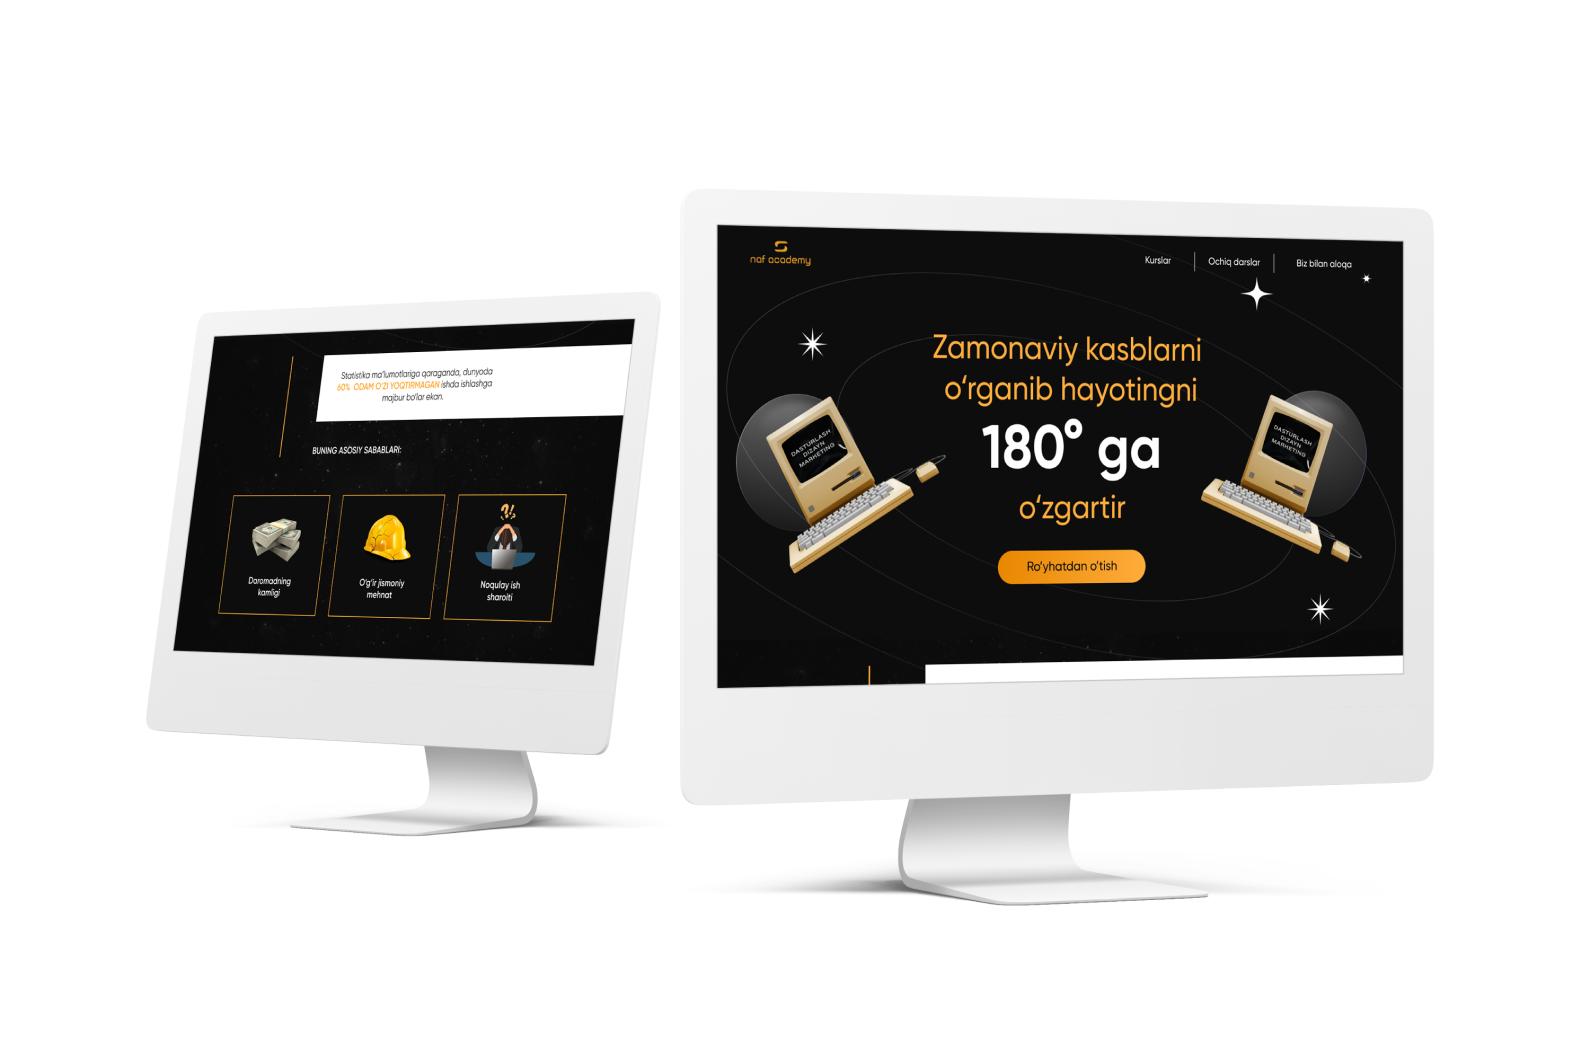 Statistika ma'lumotlariga qaraganda, dunyoda
60% ODAM O'ZI YOQTIRMAGAN ishda ishlashga
majbur bo'lar ekan.
BUNING ASOSIY SABABLARI:
Daromadning
kamligi
O'g'ir jismoniy
mehnat
?!
Noqulay ish
sharoiti
naf academy
Kurslar
Ochiq darslar
Biz bilan aloqa
Zamonaviy kasblarni
o‘rganib hayotingni
180° ga
o‘zgartir
Ro‘yhatdan o‘tish
DASTURLASH
DIZAYN
MARKETING
DASTURLASH
DIZAYN
MARKETING